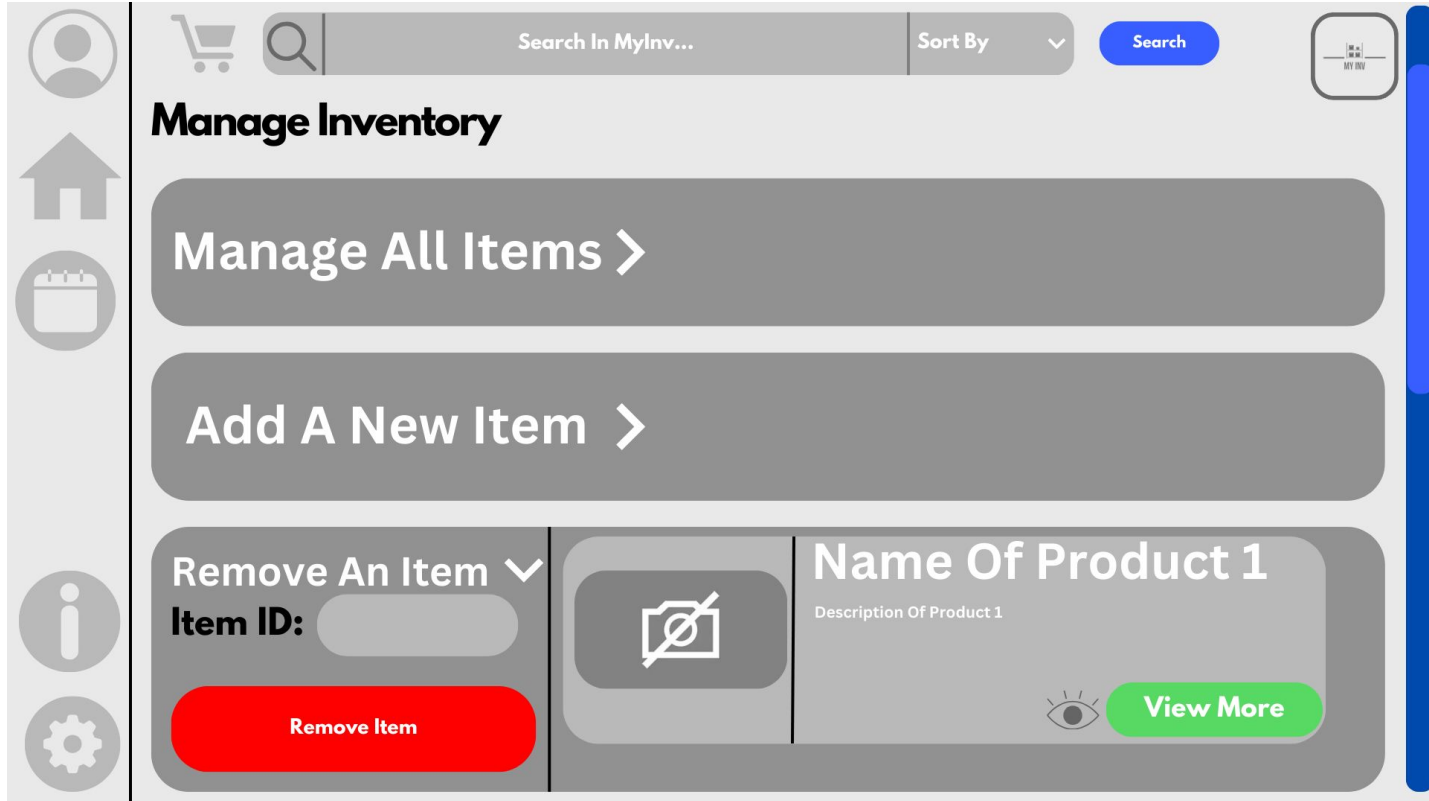 Search In MyInv...
Sort By
Search
MY INV
Manage Inventory
Manage All Items
Add A New Item
Remove An Item
Item ID:
Remove Item
Name Of Product 1
Description Of Product 1
View More